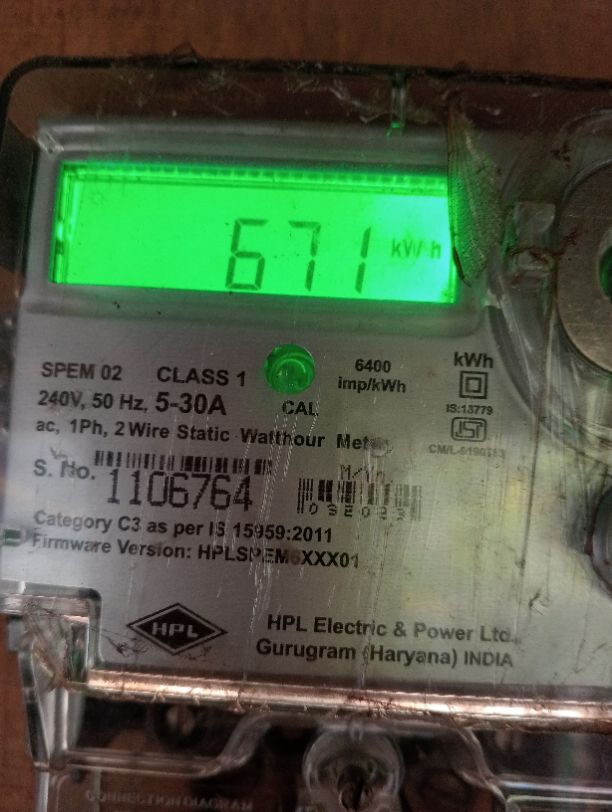 671 kWh
SPEM 02 CLASS 1 6400 imp/kWh kWh
240V, 50 Hz, 5-30A CAL IS:13779
ac, 1Ph, 2 Wire Static Watthour Meter
S. No. 1106764
Category C3 as per IS 15959:2011
Firmware Version: HPLSPEM6XXX01
HPL
HPL Electric & Power Ltd.,
Gurugram (Haryana) INDIA
CONNECTION DIAGRAM